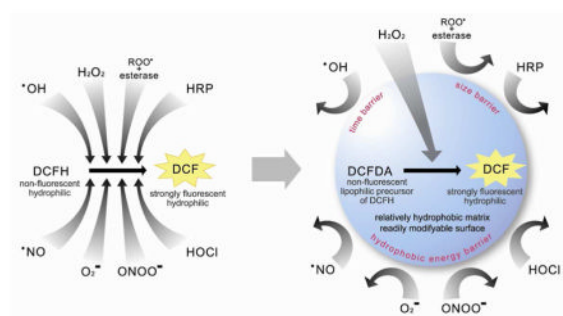 ROO•
+
esterase
H₂O₂
•OH
HRP
DCFH
non-fluorescent
hydrophilic
DCF
strongly fluorescent
hydrophilic
•NO
O₂⁻
ONOO⁻
HOCl
H₂O₂
ROO•
+
esterase
•OH
HRP
time barrier
size barrier
DCFDA
non-fluorescent
lipophilic precursor
of DCFH
DCF
strongly fluorescent
hydrophilic
relatively hydrophobic matrix
readily modifyable surface
hydrophobic energy barrier
•NO
O₂⁻
ONOO⁻
HOCl